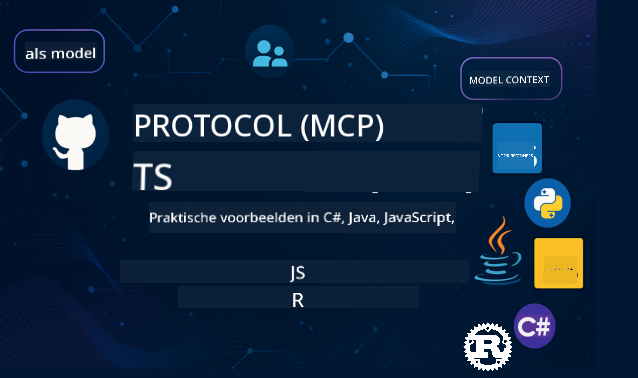 als model
MODEL CONTEXT
PROTOCOL (MCP)
TS
Praktische voorbeelden in C#, Java, JavaScript,
JS
R
C#
R